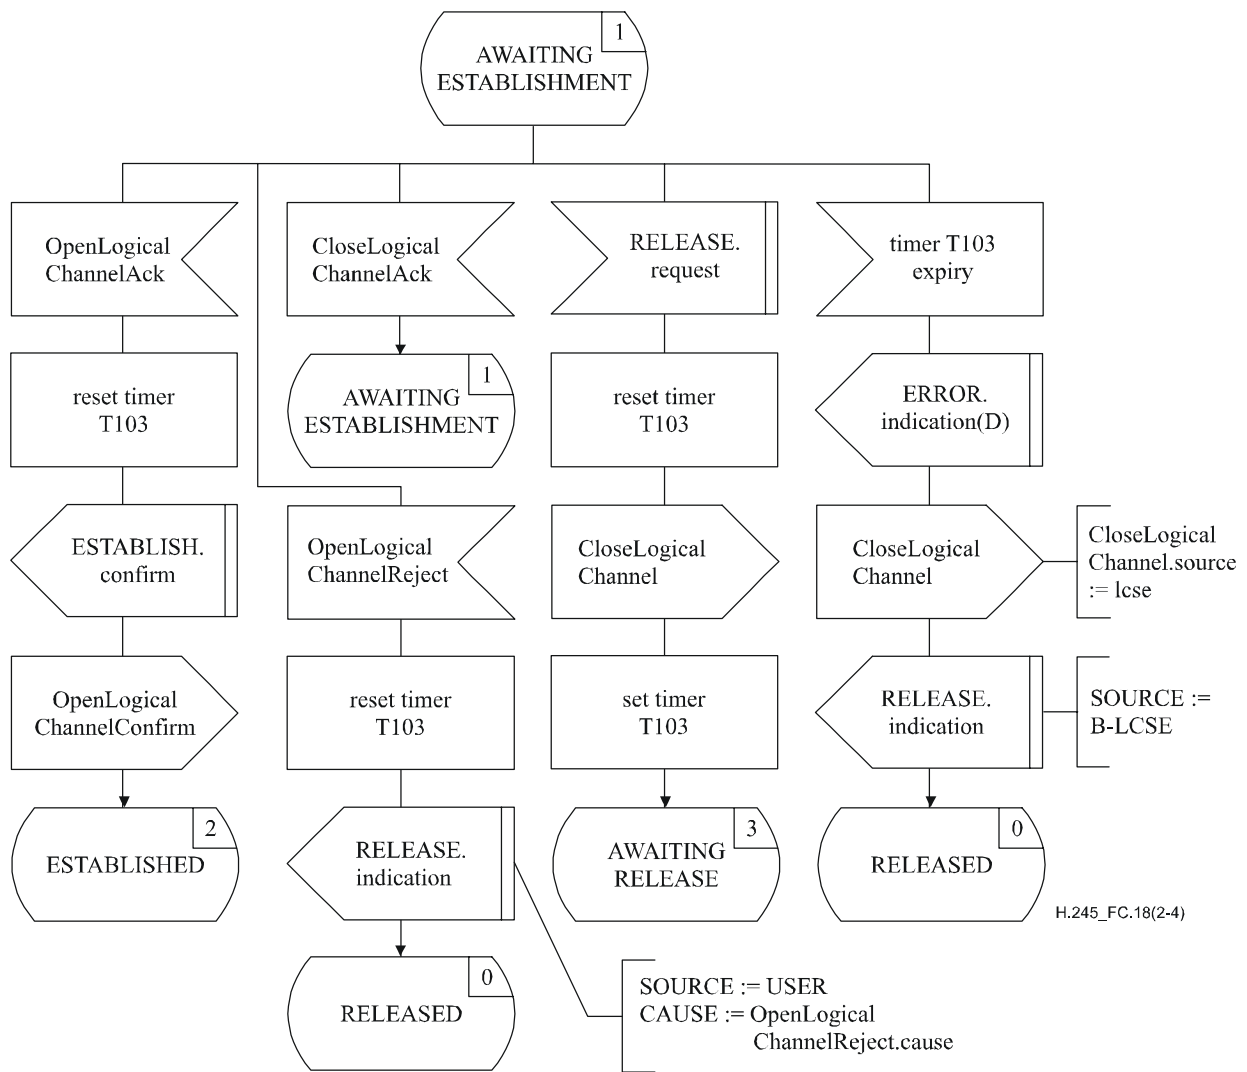 1
AWAITING
ESTABLISHMENT
OpenLogical
ChannelAck
reset timer
T103
ESTABLISH.
confirm
OpenLogical
ChannelConfirm
2
ESTABLISHED
CloseLogical
ChannelAck
1
AWAITING
ESTABLISHMENT
OpenLogical
ChannelReject
reset timer
T103
RELEASE.
indication
0
RELEASED
SOURCE := USER
CAUSE := OpenLogical
ChannelReject.cause
RELEASE.
request
reset timer
T103
CloseLogical
Channel
set timer
T103
3
AWAITING
RELEASE
timer T103
expiry
ERROR.
indication(D)
CloseLogical
Channel
CloseLogical
Channel.source
:= lcse
RELEASE.
indication
SOURCE :=
B-LCSE
0
RELEASED
H.245_FC.18(2-4)